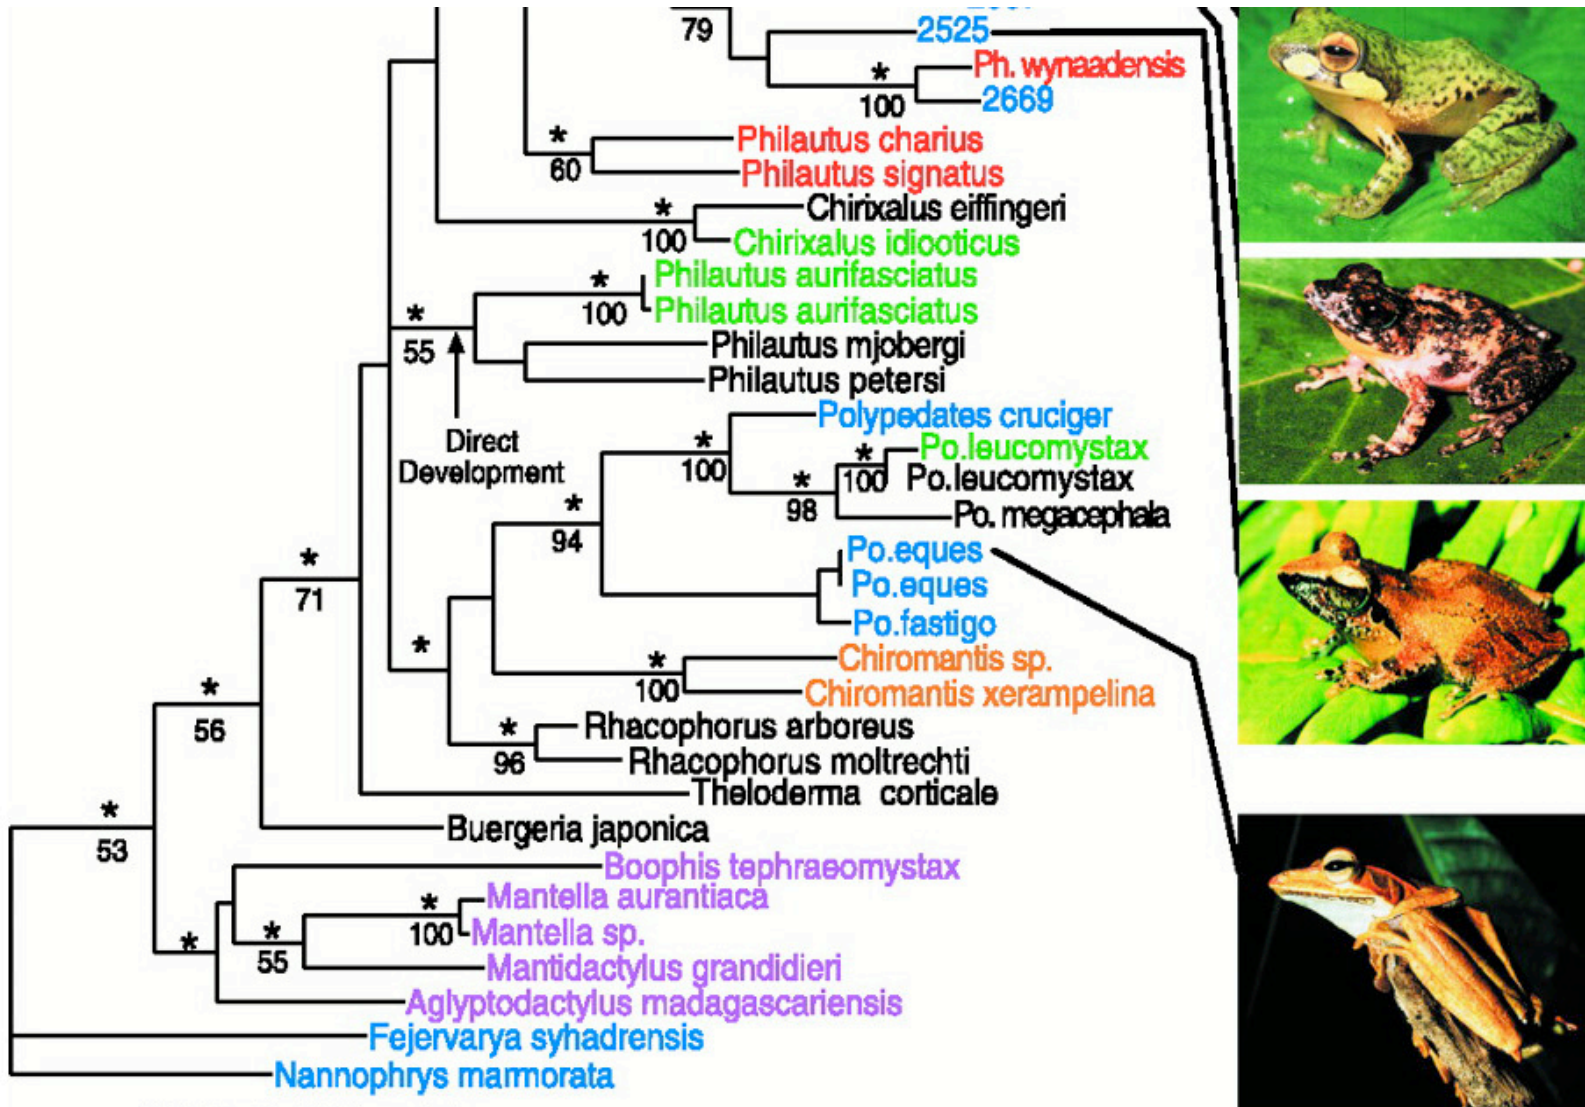 79
2525
* Ph. wynaadensis
100 2669
* Philautus charius
60 Philautus signatus
* Chirixalus eiffingeri
100 Chirixalus idiooticus
* Philautus aurifasciatus
100 Philautus aurifasciatus
*
55
Philautus mjobergi
Philautus petersi
Direct
Development
Polypedates cruciger
*
100
* Po.leucomystax
100 Po.leucomystax
*
98
Po. megacephala
*
94
Po.eques
Po.eques
Po.fastigo
*
71
*
* Chiromantis sp.
100 Chiromantis xerampelina
* Rhacophorus arboreus
96 Rhacophorus moltrechti
*
56
Theloderma corticale
*
53
Buergeria japonica
Boophis tephraeomystax
* Mantella aurantiaca
100 Mantella sp.
*
*
55
Mantidactylus grandidieri
Aglyptodactylus madagascariensis
Fejervarya syhadrensis
Nannophrys marmorata